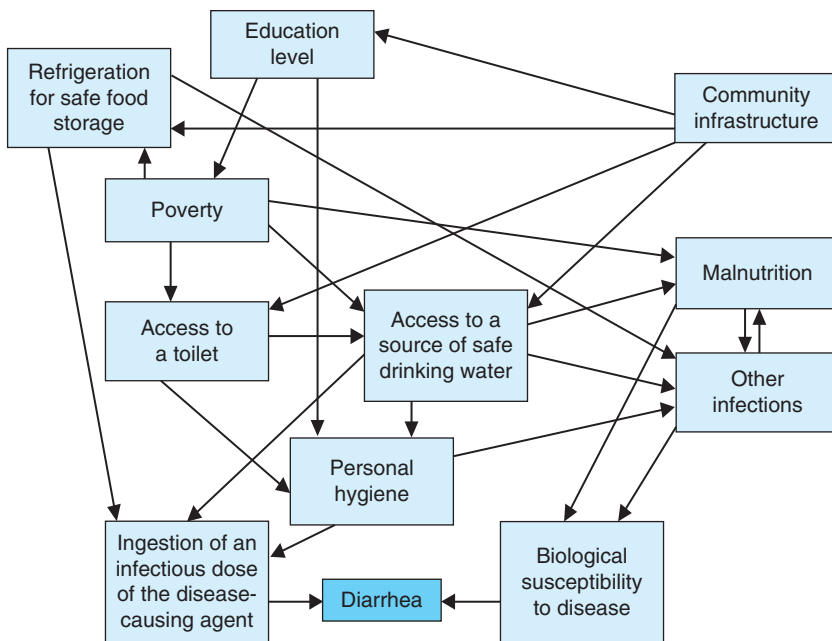 Education
level
Refrigeration
for safe food
storage
Community
infrastructure
Poverty
Malnutrition
Access to
a toilet
Access to a
source of safe
drinking water
Other
infections
Personal
hygiene
Ingestion of an
infectious dose
of the disease-
causing agent
Diarrhea
Biological
susceptibility
to disease